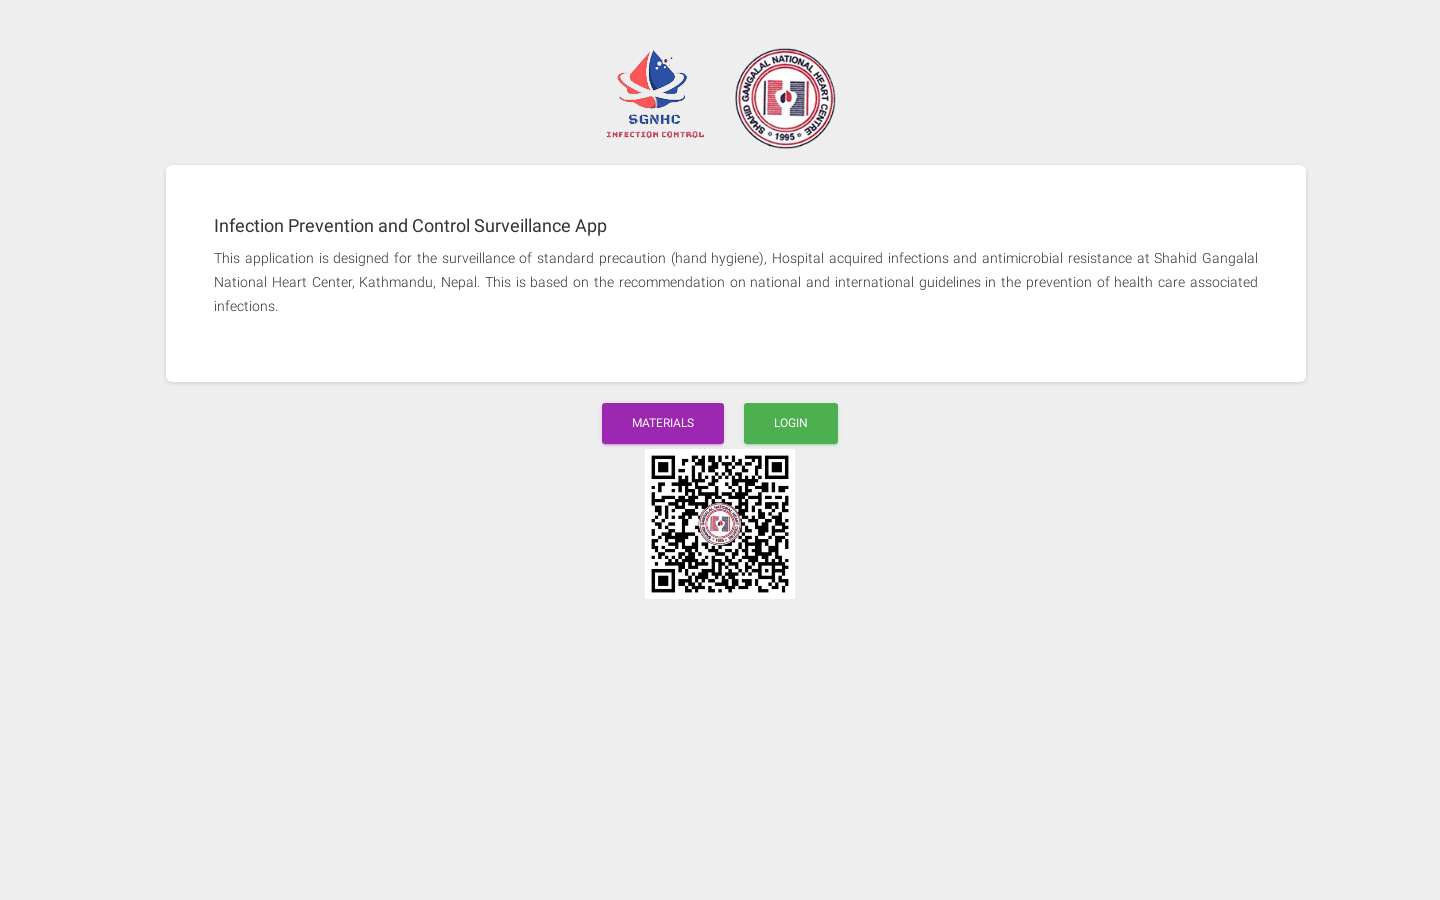 SGNHC
INFECTION CONTROL
SHAHID GANGALAL NATIONAL HEART CENTRE
1995
Infection Prevention and Control Surveillance App
This application is designed for the surveillance of standard precaution (hand hygiene), Hospital acquired infections and antimicrobial resistance at Shahid Gangalal
National Heart Center, Kathmandu, Nepal. This is based on the recommendation on national and international guidelines in the prevention of health care associated
infections.
MATERIALS
LOGIN